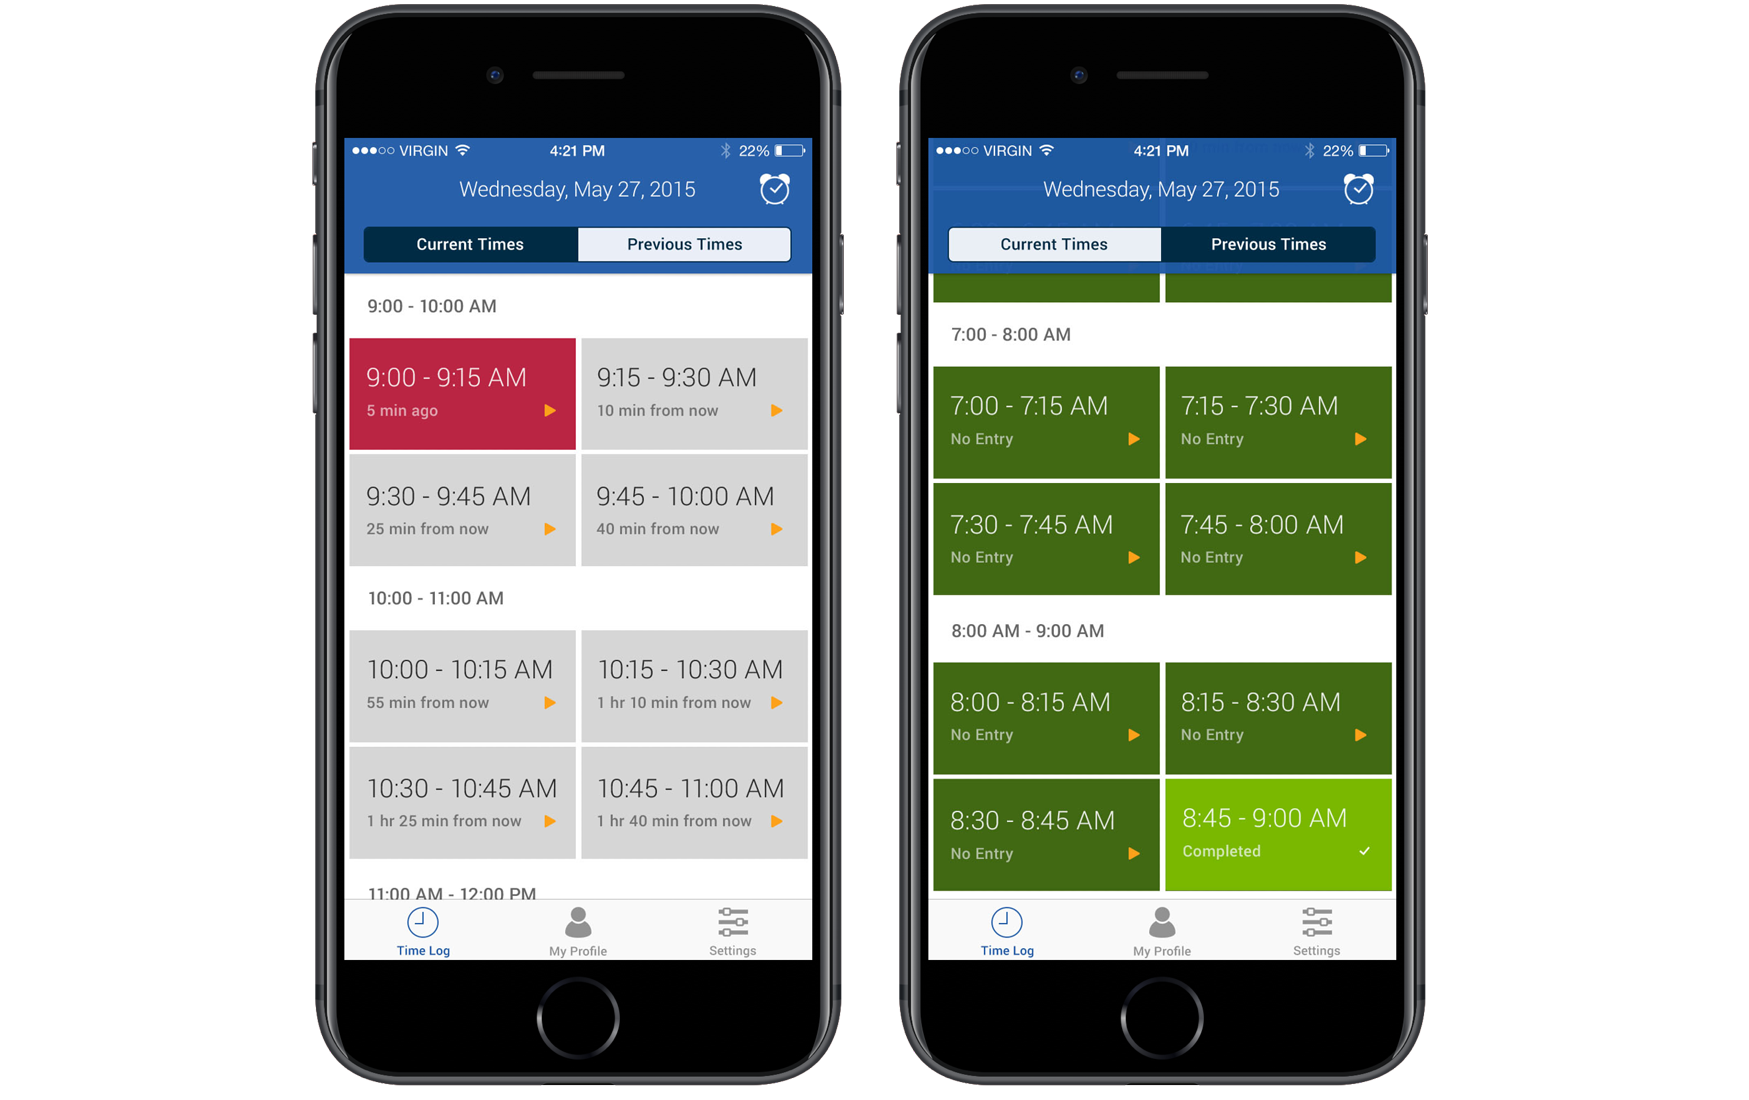 VIRGIN 4:21 PM 22%
Wednesday, May 27, 2015
Current Times Previous Times
9:00 - 10:00 AM
9:00 - 9:15 AM 9:15 - 9:30 AM
5 min ago 10 min from now
9:30 - 9:45 AM 9:45 - 10:00 AM
25 min from now 40 min from now
10:00 - 11:00 AM
10:00 - 10:15 AM 10:15 - 10:30 AM
55 min from now 1 hr 10 min from now
10:30 - 10:45 AM 10:45 - 11:00 AM
1 hr 25 min from now 1 hr 40 min from now
11:00 AM - 12:00 PM
Time Log My Profile Settings
VIRGIN 4:21 PM 22%
Wednesday, May 27, 2015
Current Times Previous Times
No Entry No Entry
7:00 - 8:00 AM
7:00 - 7:15 AM 7:15 - 7:30 AM
No Entry No Entry
7:30 - 7:45 AM 7:45 - 8:00 AM
No Entry No Entry
8:00 AM - 9:00 AM
8:00 - 8:15 AM 8:15 - 8:30 AM
No Entry No Entry
8:30 - 8:45 AM 8:45 - 9:00 AM
No Entry Completed
Time Log My Profile Settings